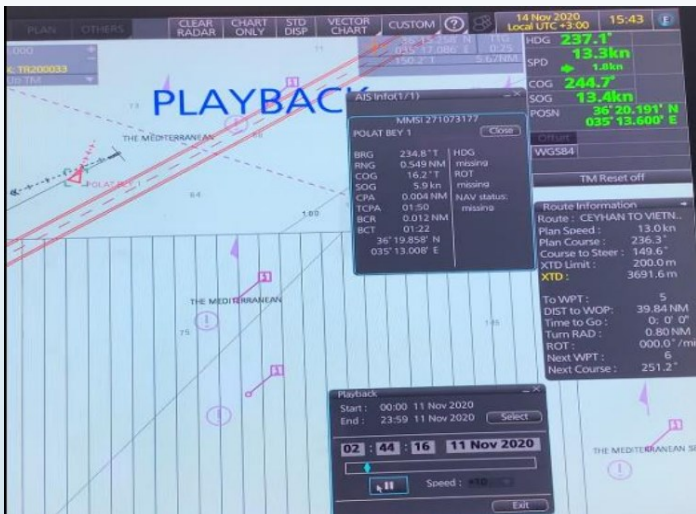 PLAN
OTHERS
CLEAR RADAR
CHART ONLY
STD DISP
VECTOR CHART
CUSTOM
?
14 Nov 2020
Local UTC +3:00
15:43
E
TR200033
PLAYBACK
THE MEDITERRANEAN
POLAT BEY 1
THE MEDITERRANEAN
THE MEDITERRANEAN SE
AIS Info(1/1)
MMSI 271073177
POLAT BEY 1
Close
BRG 234.8°T
RNG 0.549 NM
COG 16.2°T
SOG 5.9 kn
CPA 0.004 NM
TCPA 01:50
BCR 0.012 NM
BCT 01:22
36°19.858' N
035°13.008' E
HDG
missing
ROT
missing
NAV status:
missing
HDG 237.1°
SPD 13.3kn
1.8kn
COG 244.7°
SOG 13.4kn
POSN 36°20.191' N
035°13.600' E
Offset
WGS84
TM Reset off
Route Information
Route : CEYHAN TO VIETN..
Plan Speed : 13.0 kn
Plan Course : 236.3°
Course to Steer : 149.6°
XTD Limit : 200.0 m
XTD : 3691.6m
To WPT : 5
DIST to WOP: 39.84 NM
Time to Go : 0: 0' 0"
Turn RAD : 0.80 NM
ROT : 000.0°/mi
Next WPT : 6
Next Course : 251.2°
Playback
Start : 00:00 11 Nov 2020
End : 23:59 11 Nov 2020
Select
02 : 44 : 16 11 Nov 2020
Speed :
Exit